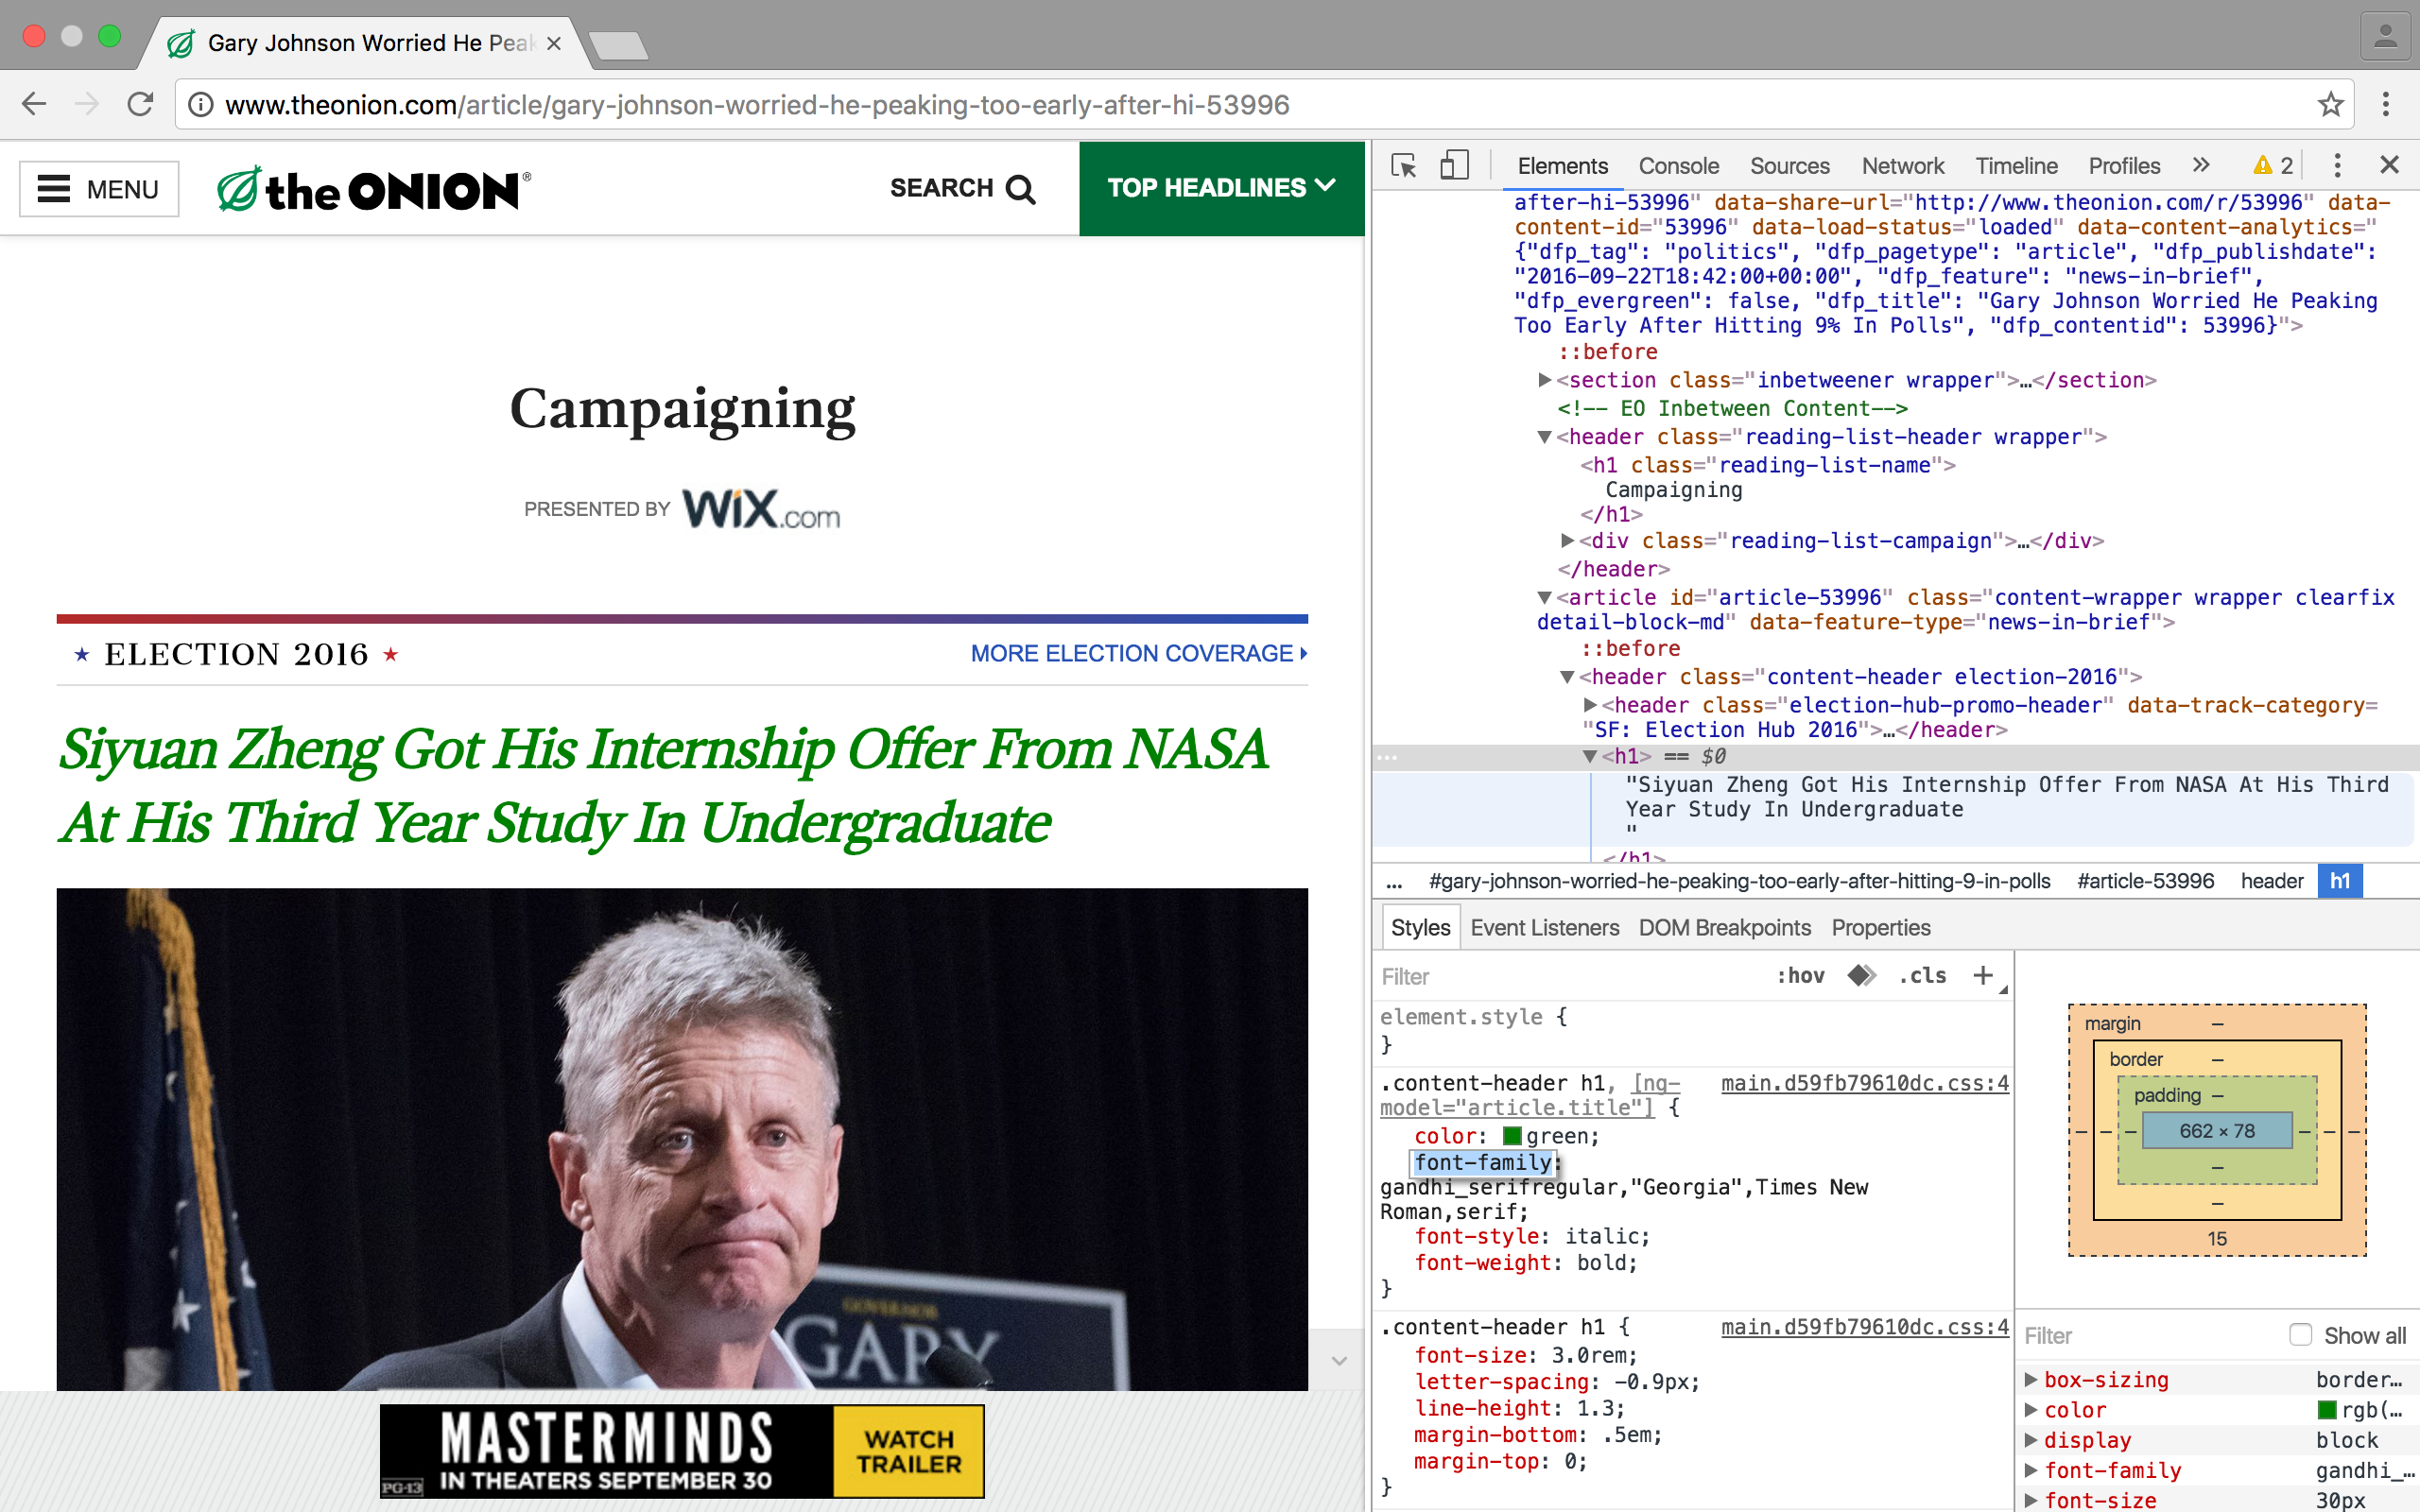 Gary Johnson Worried He Peak
www.theonion.com/article/gary-johnson-worried-he-peaking-too-early-after-hi-53996
MENU
the ONION®
SEARCH
TOP HEADLINES
Campaigning
PRESENTED BY WiX.com
ELECTION 2016
MORE ELECTION COVERAGE
Siyuan Zheng Got His Internship Offer From NASA
At His Third Year Study In Undergraduate
GOVERNOR
GARY
MASTERMINDS
IN THEATERS SEPTEMBER 30
PG-13
WATCH
TRAILER
Elements Console Sources Network Timeline Profiles » 2
after-hi-53996" data-share-url="http://www.theonion.com/r/53996" data-
content-id="53996" data-load-status="loaded" data-content-analytics="
{"dfp_tag": "politics", "dfp_pagetype": "article", "dfp_publishdate":
"2016-09-22T18:42:00+00:00", "dfp_feature": "news-in-brief",
"dfp_evergreen": false, "dfp_title": "Gary Johnson Worried He Peaking
Too Early After Hitting 9% In Polls", "dfp_contentid": 53996}">
::before
<section class="inbetweener wrapper">…</section>
<!-- EO Inbetween Content-->
<header class="reading-list-header wrapper">
<h1 class="reading-list-name">
Campaigning
</h1>
<div class="reading-list-campaign">…</div>
</header>
<article id="article-53996" class="content-wrapper wrapper clearfix
detail-block-md" data-feature-type="news-in-brief">
::before
<header class="content-header election-2016">
<header class="election-hub-promo-header" data-track-category=
"SF: Election Hub 2016">…</header>
… <h1> == $0
"Siyuan Zheng Got His Internship Offer From NASA At His Third
Year Study In Undergraduate
"
</h1>
... #gary-johnson-worried-he-peaking-too-early-after-hitting-9-in-polls #article-53996 header h1
Styles Event Listeners DOM Breakpoints Properties
Filter :hov .cls +
element.style {
}
.content-header h1, [ng- main.d59fb79610dc.css:4
model="article.title"] {
color: green;
font-family:
gandhi_serifregular,"Georgia",Times New
Roman,serif;
font-style: italic;
font-weight: bold;
}
.content-header h1 { main.d59fb79610dc.css:4
font-size: 3.0rem;
letter-spacing: -0.9px;
line-height: 1.3;
margin-bottom: .5em;
margin-top: 0;
}
margin –
border –
padding –
– – – 662 × 78 – – –
–
–
15
Filter Show all
box-sizing border…
color rgb(…
display block
font-family gandhi_…
font-size 30px